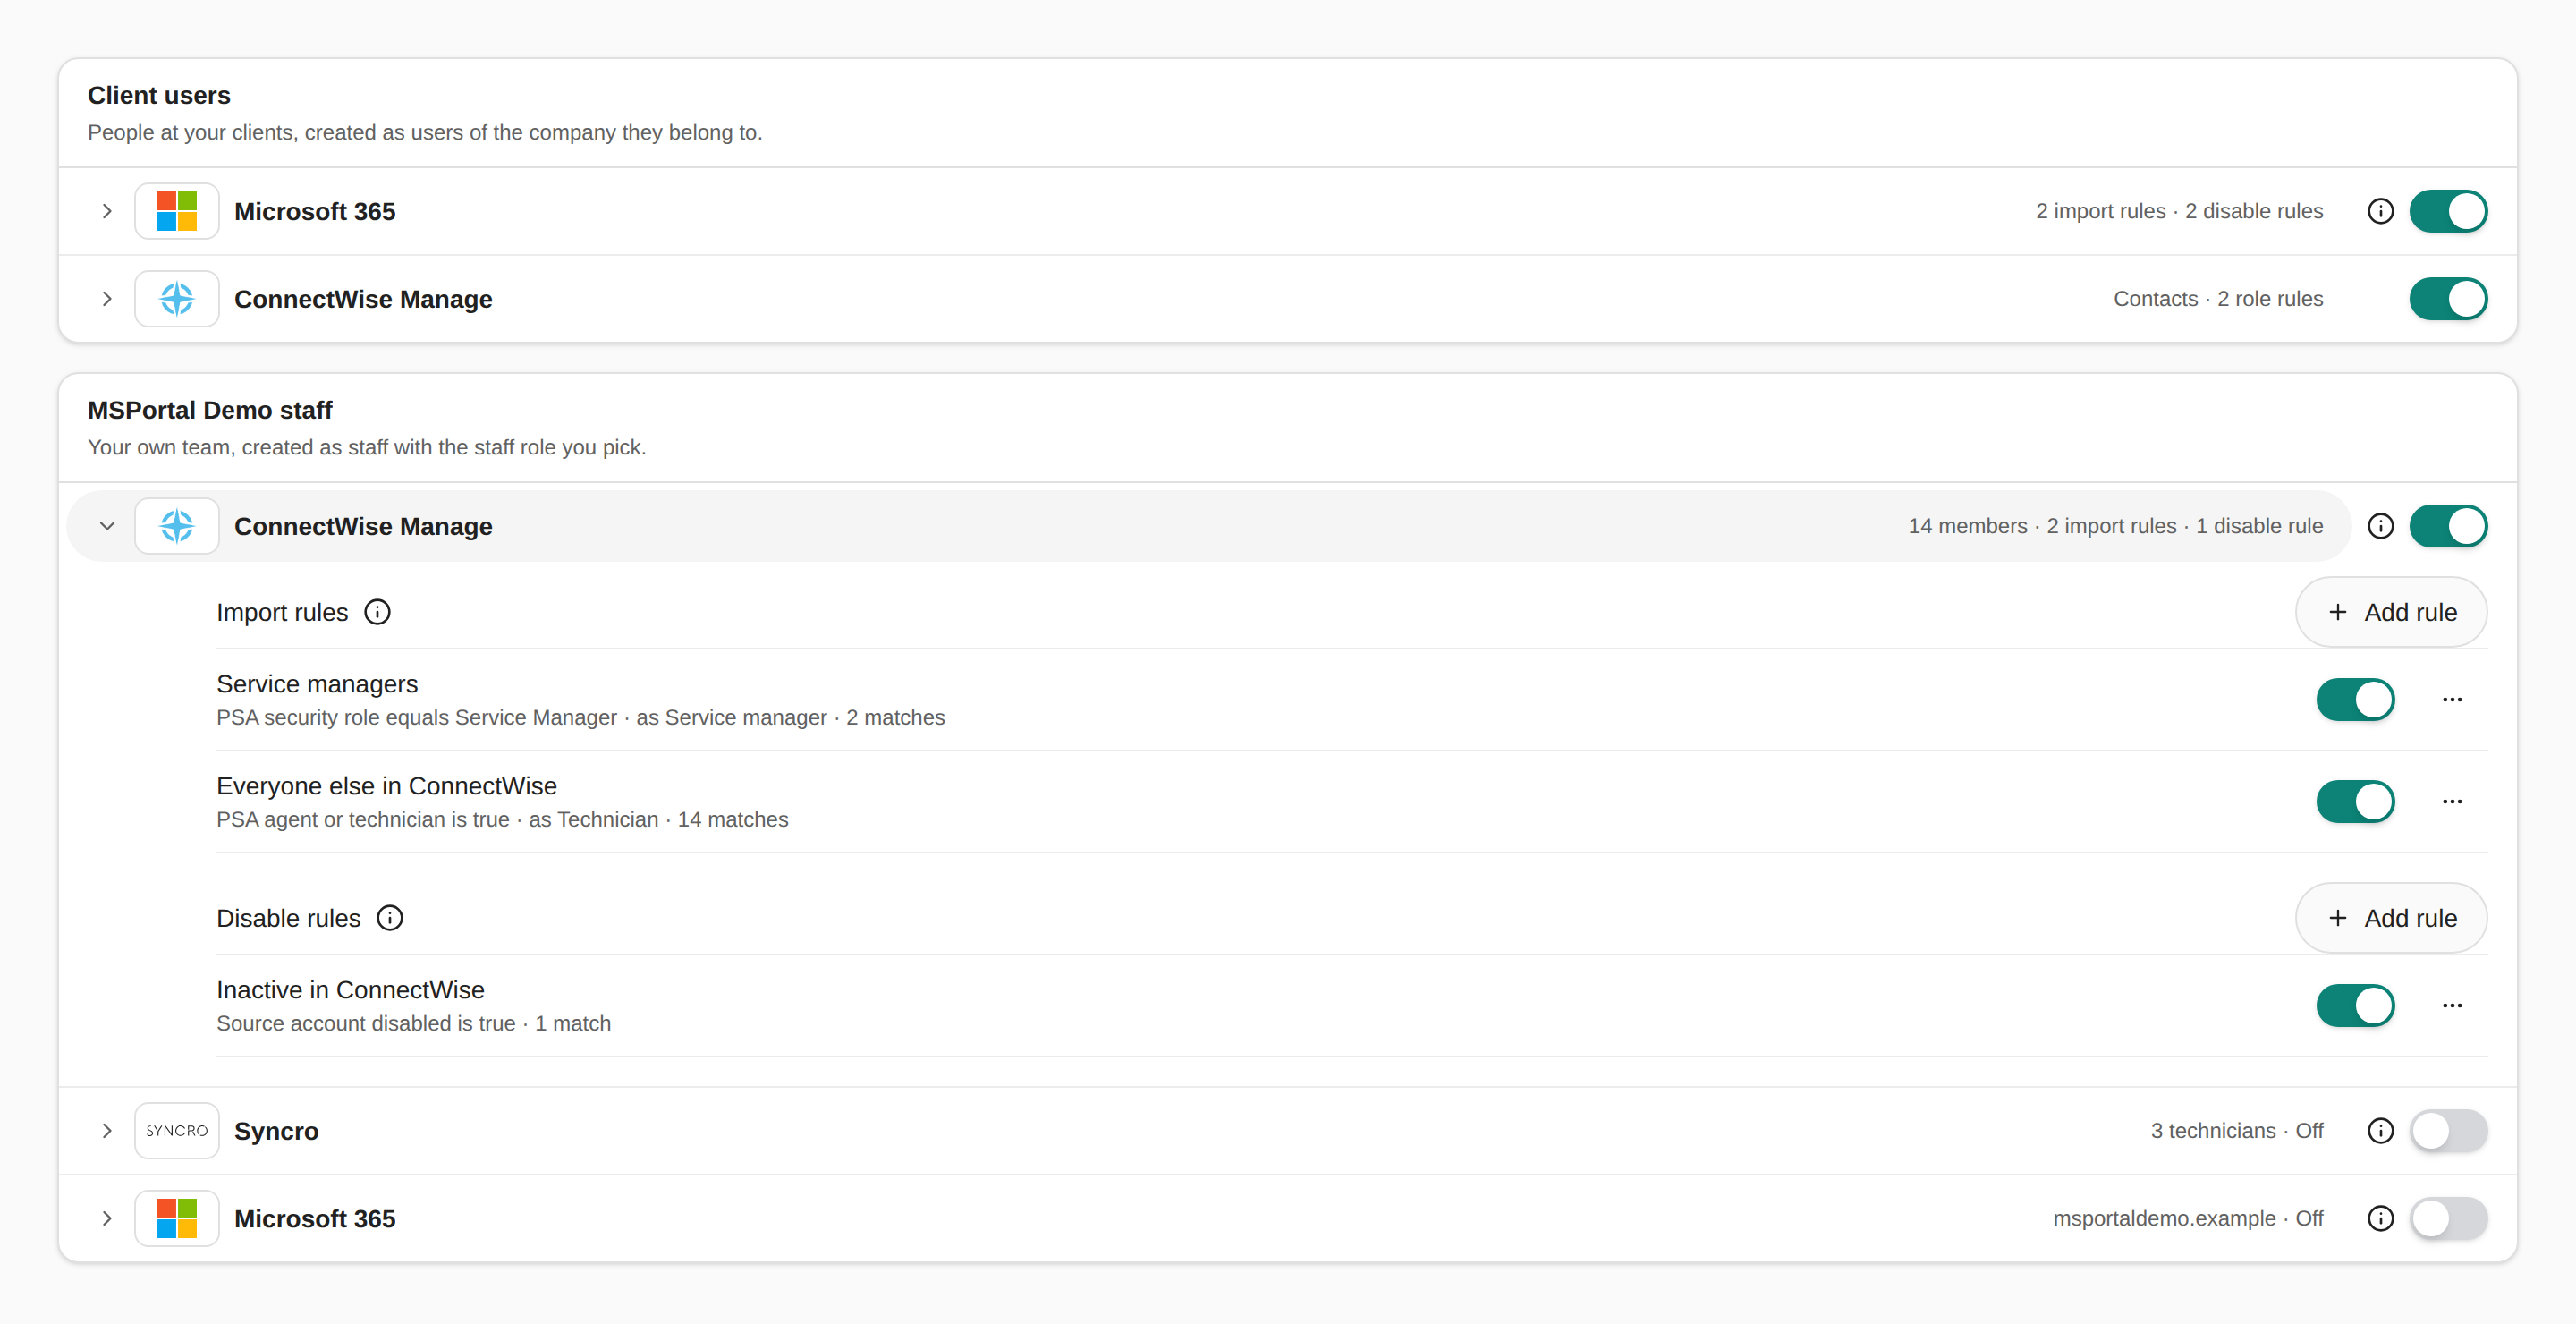 Client users
People at your clients, created as users of the company they belong to.
Microsoft 365
2 import rules · 2 disable rules
ConnectWise Manage
Contacts · 2 role rules
MSPortal Demo staff
Your own team, created as staff with the staff role you pick.
ConnectWise Manage
14 members · 2 import rules · 1 disable rule
Import rules
Add rule
Service managers
PSA security role equals Service Manager · as Service manager · 2 matches
Everyone else in ConnectWise
PSA agent or technician is true · as Technician · 14 matches
Disable rules
Add rule
Inactive in ConnectWise
Source account disabled is true · 1 match
SYNCRO
Syncro
3 technicians · Off
Microsoft 365
msportaldemo.example · Off